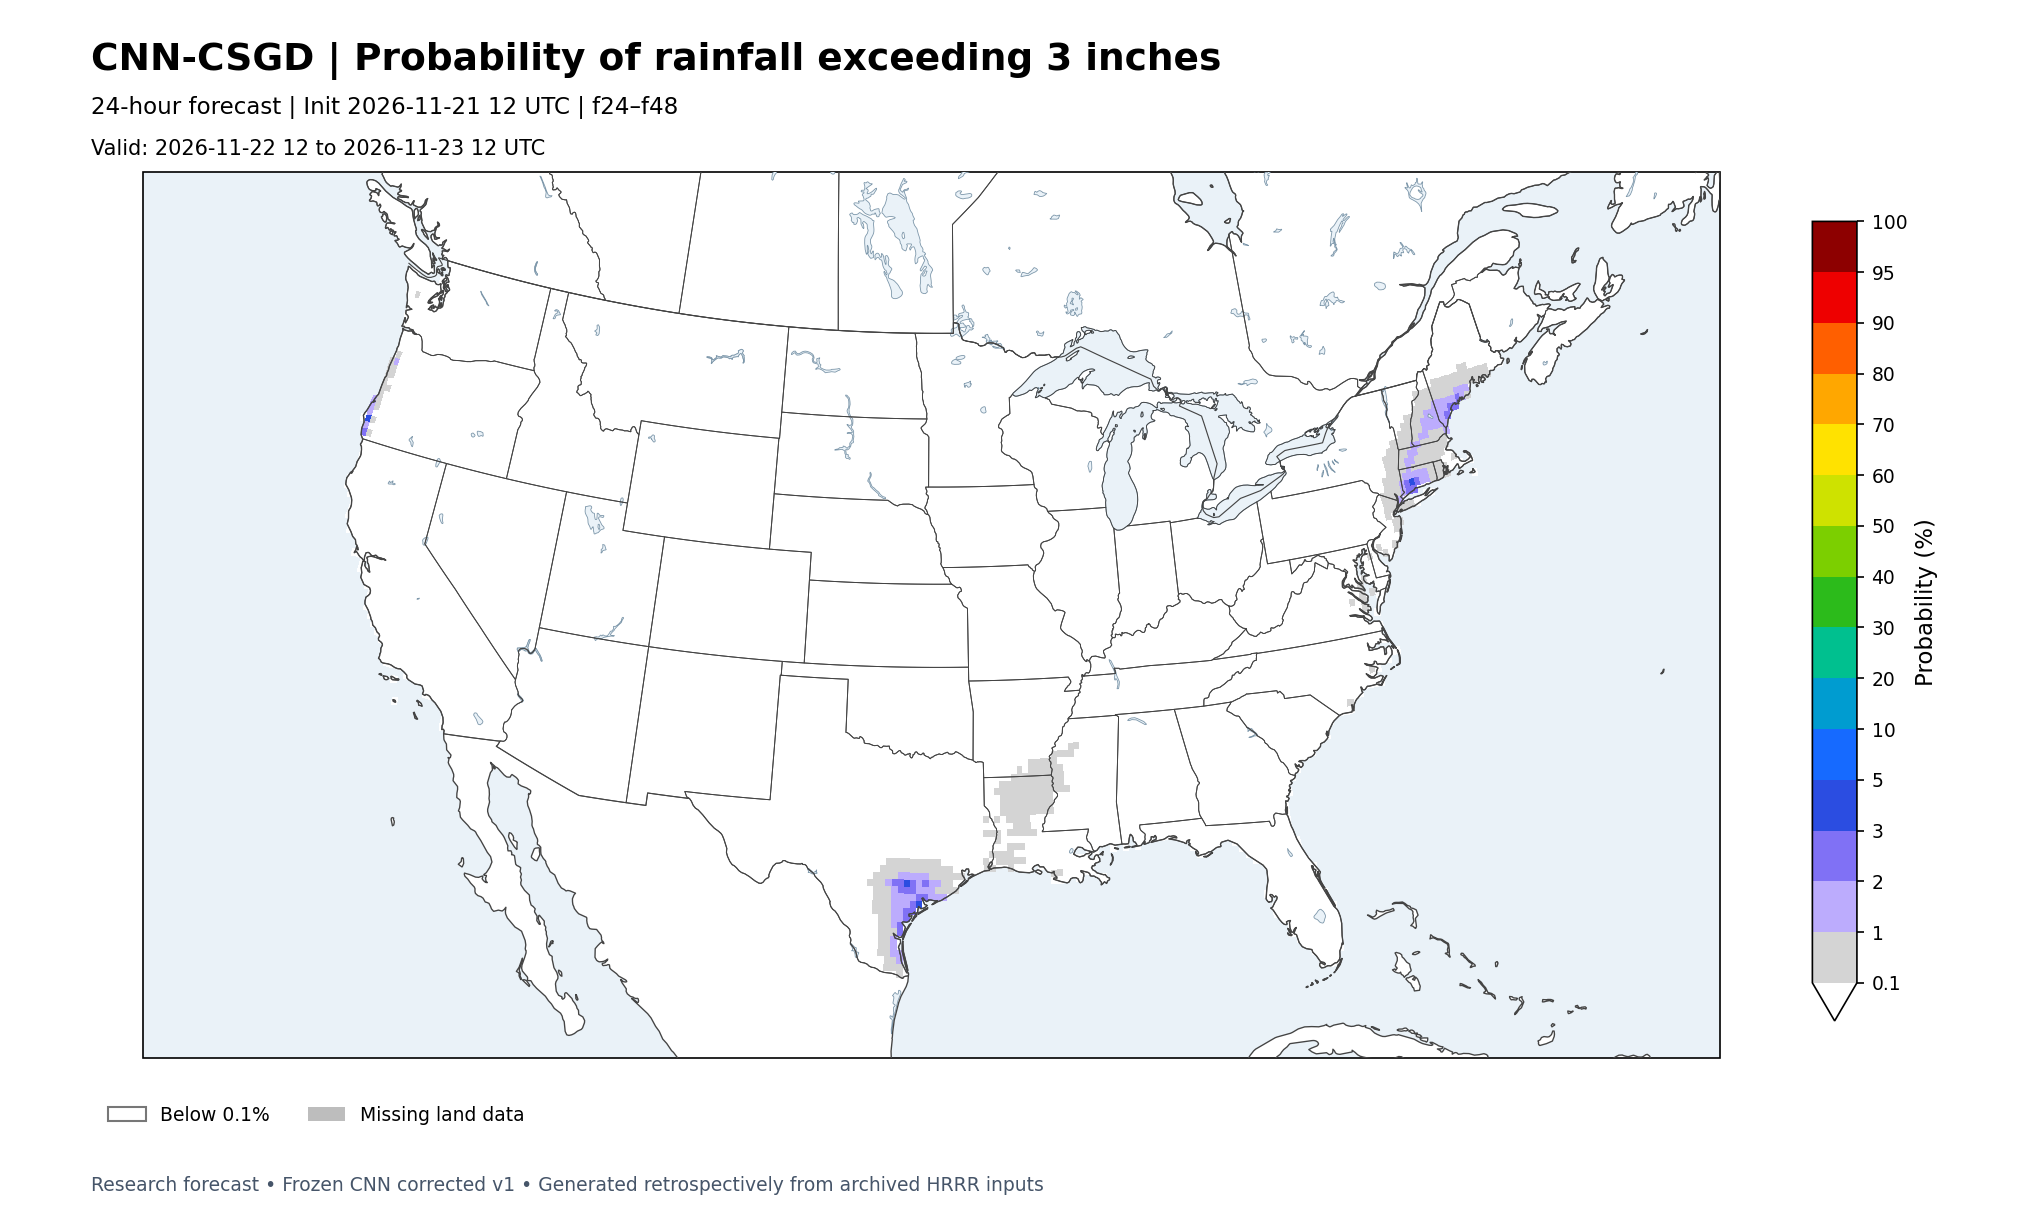 CNN-CSGD | Probability of rainfall exceeding 3 inches
24-hour forecast | Init 2026-11-21 12 UTC | f24–f48
Valid: 2026-11-22 12 to 2026-11-23 12 UTC
100
95
90
80
70
60
50
40
30
20
10
5
3
2
1
0.1
Probability (%)
Below 0.1%
Missing land data
Research forecast • Frozen CNN corrected v1 • Generated retrospectively from archived HRRR inputs